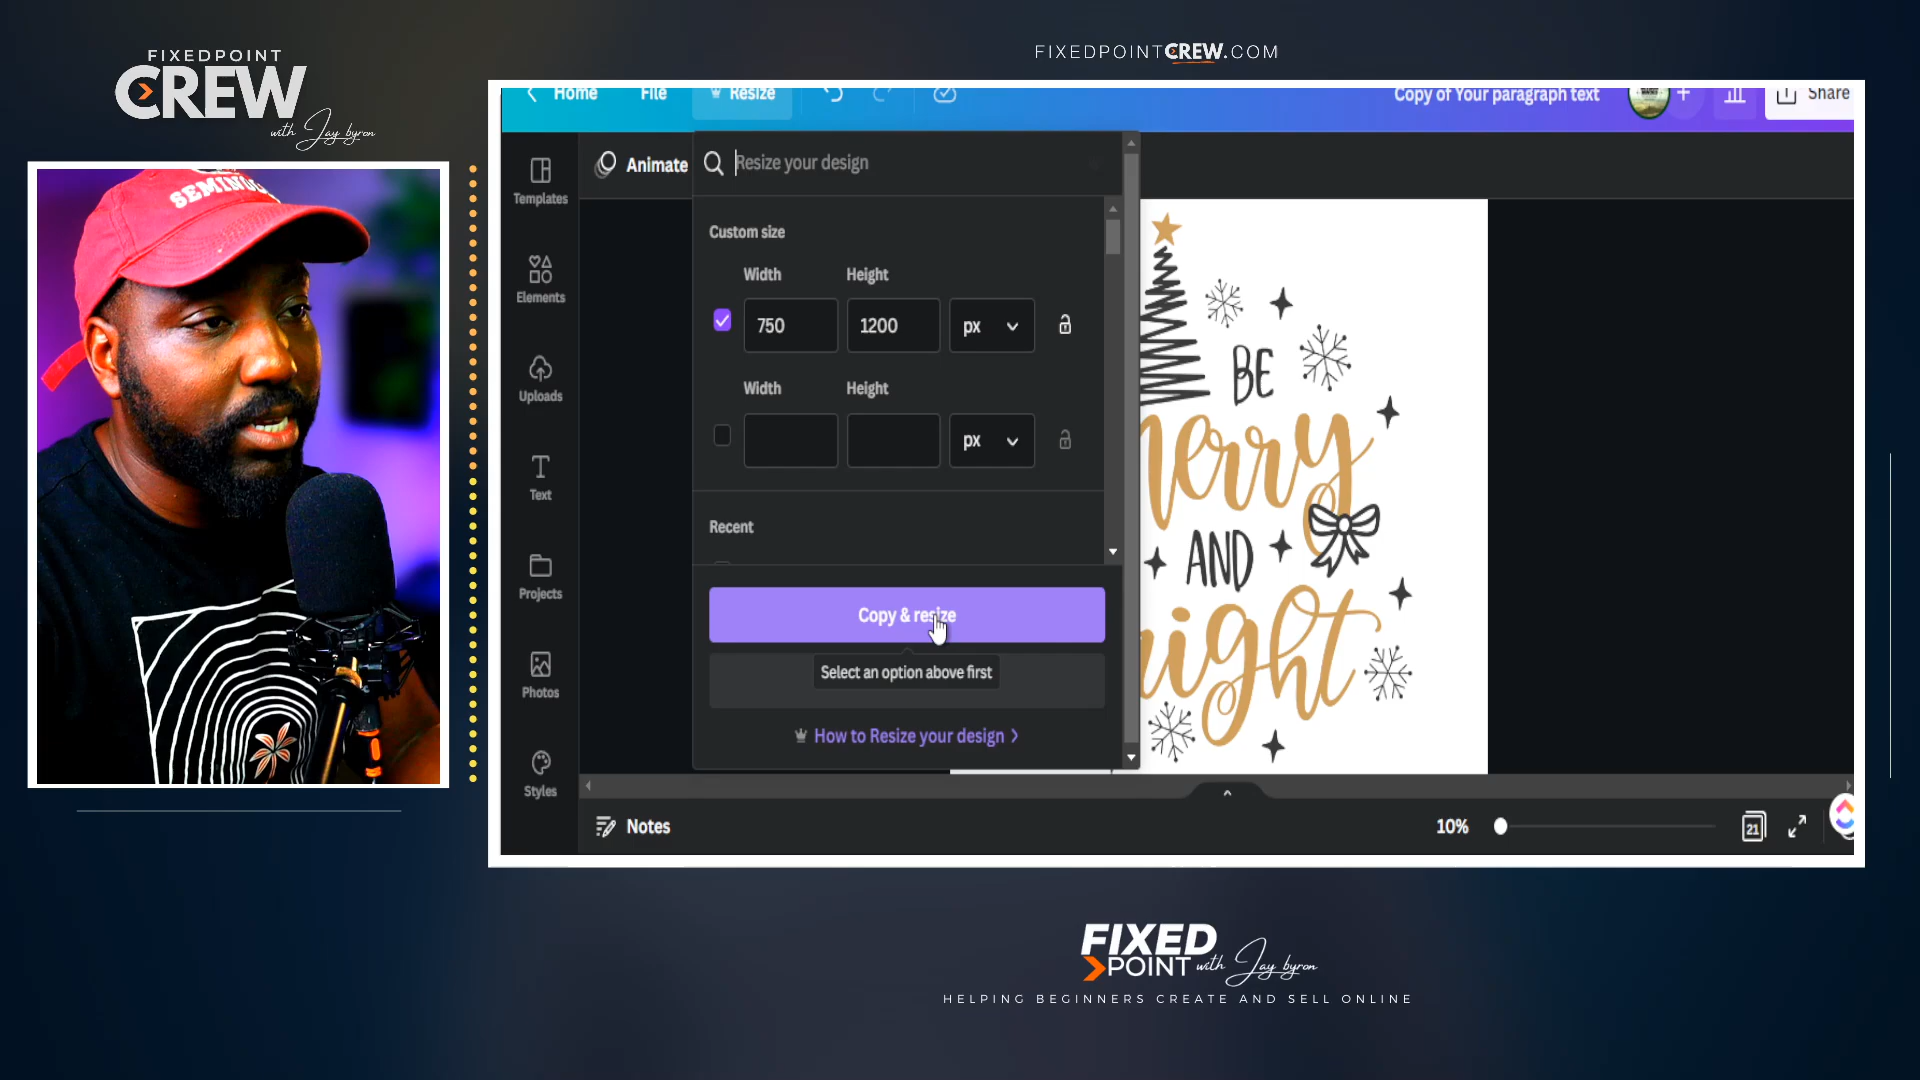 FIXEDPOINT
CREW
with Jay byron
FIXEDPOINTCREW.COM
SEMINO
Home File Resize Copy of Your paragraph text Share
Templates
Elements
Uploads
Text
Projects
Photos
Styles
Animate
Resize your design
Custom size
Width Height
750 1200 px
Width Height
px
Recent
Copy & resize
Select an option above first
How to Resize your design
BE
merry
AND
right
Notes
10%
21
FIXED
POINT with Jay byron
HELPING BEGINNERS CREATE AND SELL ONLINE